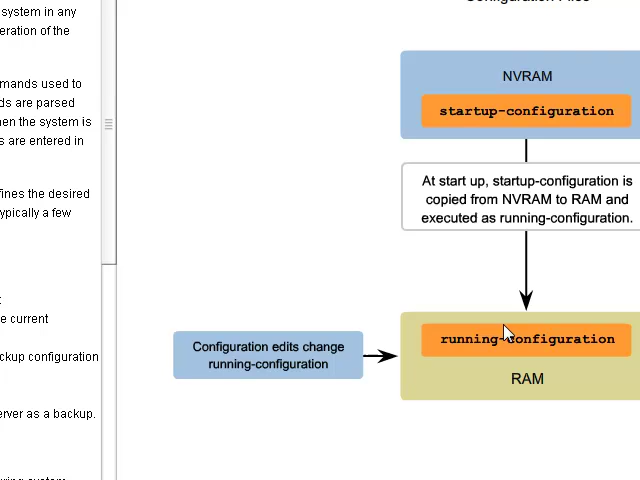 system in any
eration of the
mands used to
ds are parsed
en the system is
s are entered in
fines the desired
ypically a few
e current
ckup configuration
erver as a backup.
Configuration Files
NVRAM
startup-configuration
At start up, startup-configuration is
copied from NVRAM to RAM and
executed as running-configuration.
Configuration edits change
running-configuration
running-configuration
RAM